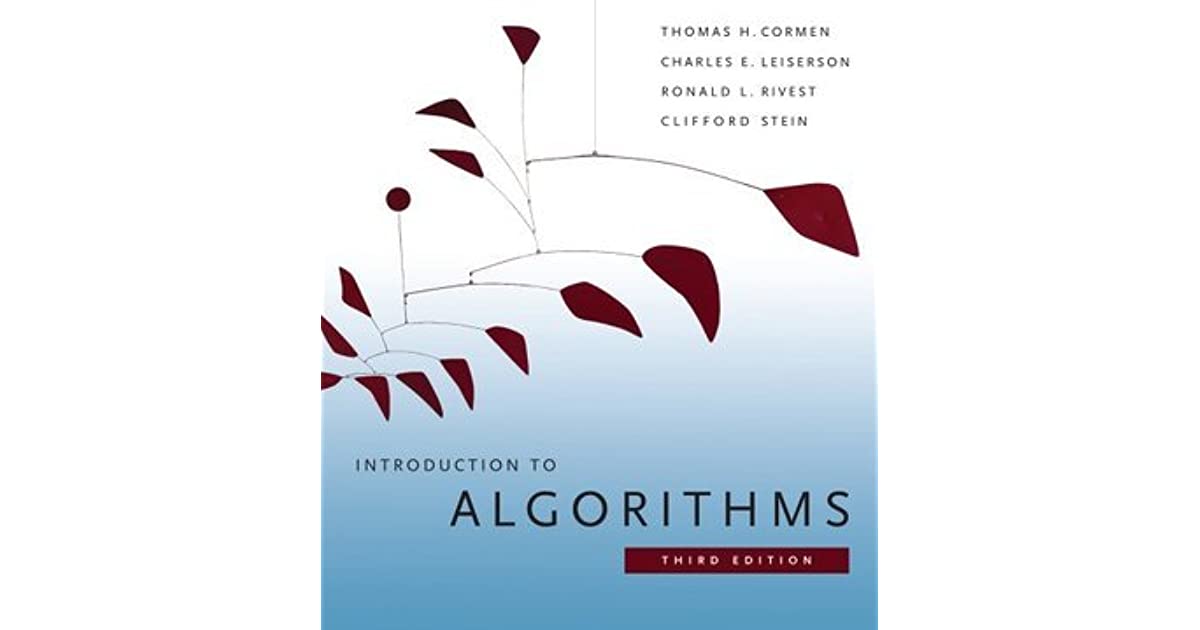 THOMAS H. CORMEN
CHARLES E. LEISERSON
RONALD L. RIVEST
CLIFFORD STEIN
INTRODUCTION TO
ALGORITHMS
THIRD EDITION